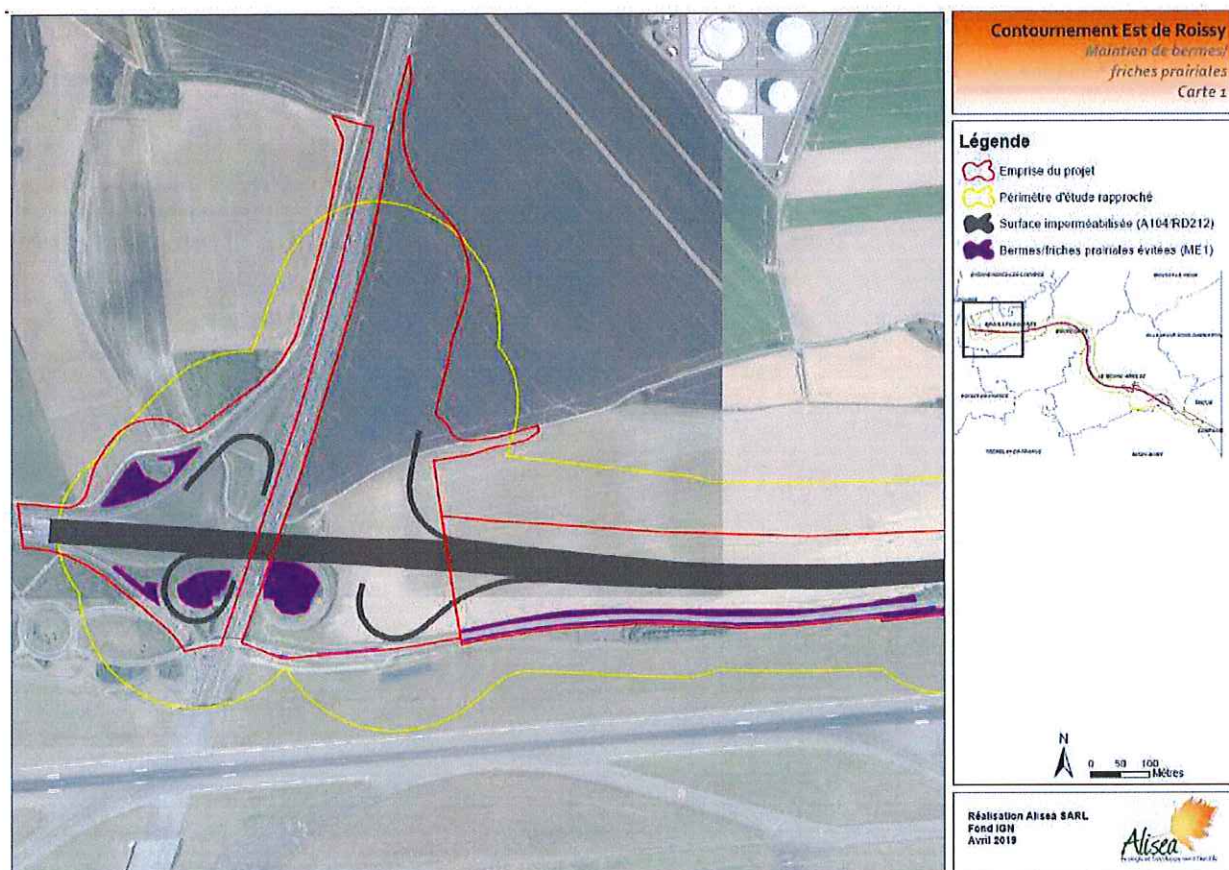 Contournement Est de Roissy
Maintien de bermes/
friches prairiales
Carte 1
Légende
Emprise du projet
Périmètre d'étude rapproché
Surface imperméabilisée (A104/RD212)
Bermes/friches prairiales évitées (ME1)
N
0 50 100
Mètres
Réalisation Alisea SARL
Fond IGN
Avril 2019
Alisea